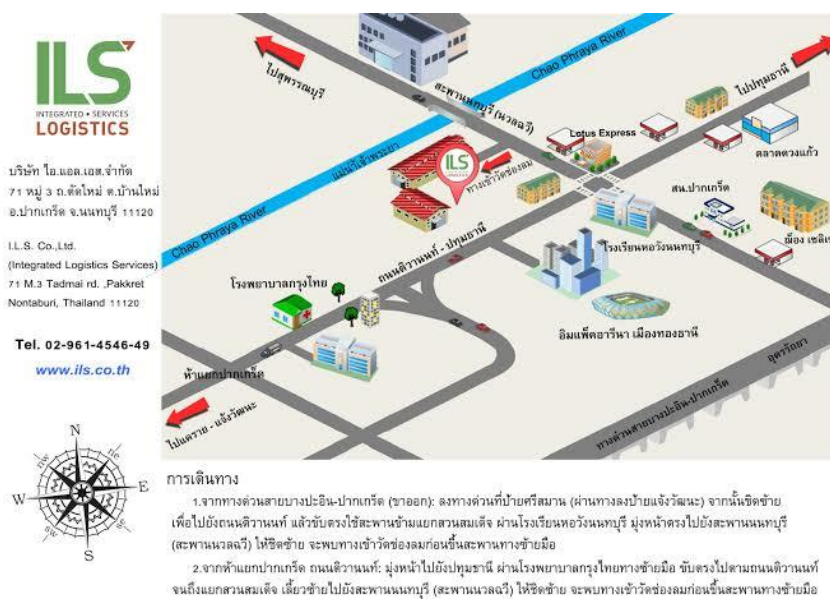 ILS
INTEGRATED • SERVICES
LOGISTICS
บริษัท ไอ.แอล.เอส.จำกัด
71 หมู่ 3 ถ.ตัดใหม่ ต.บ้านใหม่
อ.ปากเกร็ด จ.นนทบุรี 11120
I.L.S. Co.,Ltd.
(Integrated Logistics Services)
71 M.3 Tadmai rd. ,Pakkret
Nontaburi, Thailand 11120
Tel. 02-961-4546-49
www.ils.co.th
N
ne
E
se
S
sw
W
nw
ไปสุพรรณบุรี
Chao Phraya River
ไปปทุมธานี
สะพานนนทบุรี (นวลฉวี)
Lotus Express
ตลาดดวงแก้ว
แม่น้ำเจ้าพระยา
ILS
ทางเข้าวัดช่องลม
สน.ปากเกร็ด
Chao Phraya River
ถนนติวานนท์ - ปทุมธานี
โรงเรียนหอวังนนทบุรี
โรงพยาบาลกรุงไทย
อิมแพ็คอารีนา เมืองทองธานี
ห้าแยกปากเกร็ด
อุดรรัถยา
ทางด่วนสายบางปะอิน-ปากเกร็ด
ไปแคราย - แจ้งวัฒนะ
การเดินทาง
1.จากทางด่วนสายบางปะอิน-ปากเกร็ด (ขาออก): ลงทางด่วนที่ป้ายศรีสมาน (ผ่านทางลงป้ายแจ้งวัฒนะ) จากนั้นชิดซ้าย
เพื่อไปยังถนนติวานนท์ แล้วขับตรงใช้สะพานข้ามแยกสวนสมเด็จ ผ่านโรงเรียนหอวังนนทบุรี มุ่งหน้าตรงไปยังสะพานนนทบุรี
(สะพานนวลฉวี) ให้ชิดซ้าย จะพบทางเข้าวัดช่องลมก่อนขึ้นสะพานทางซ้ายมือ
2.จากห้าแยกปากเกร็ด ถนนติวานนท์: มุ่งหน้าไปยังปทุมธานี ผ่านโรงพยาบาลกรุงไทยทางซ้ายมือ ขับตรงไปตามถนนติวานนท์
จนถึงแยกสวนสมเด็จ เลี้ยวซ้ายไปยังสะพานนนทบุรี (สะพานนวลฉวี) ให้ชิดซ้าย จะพบทางเข้าวัดช่องลมก่อนขึ้นสะพานทางซ้ายมือ